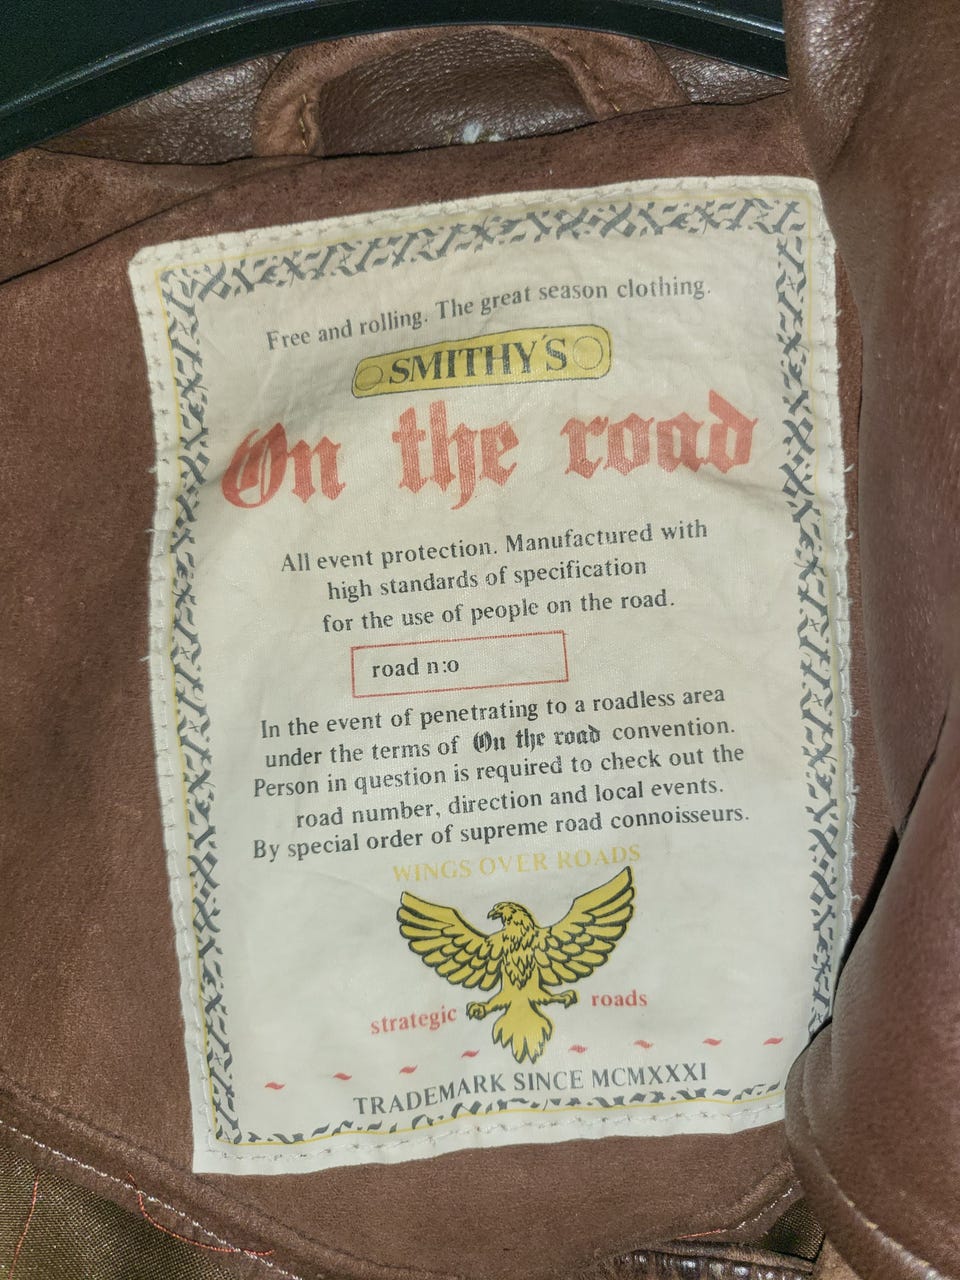 Free and rolling. The great season clothing.
SMITHY'S
On the road
All event protection. Manufactured with
high standards of specification
for the use of people on the road.
road n:o
In the event of penetrating to a roadless area
under the terms of On the road convention.
Person in question is required to check out the
road number, direction and local events.
By special order of supreme road connoisseurs.
WINGS OVER ROADS
strategic roads
TRADEMARK SINCE MCMXXXI